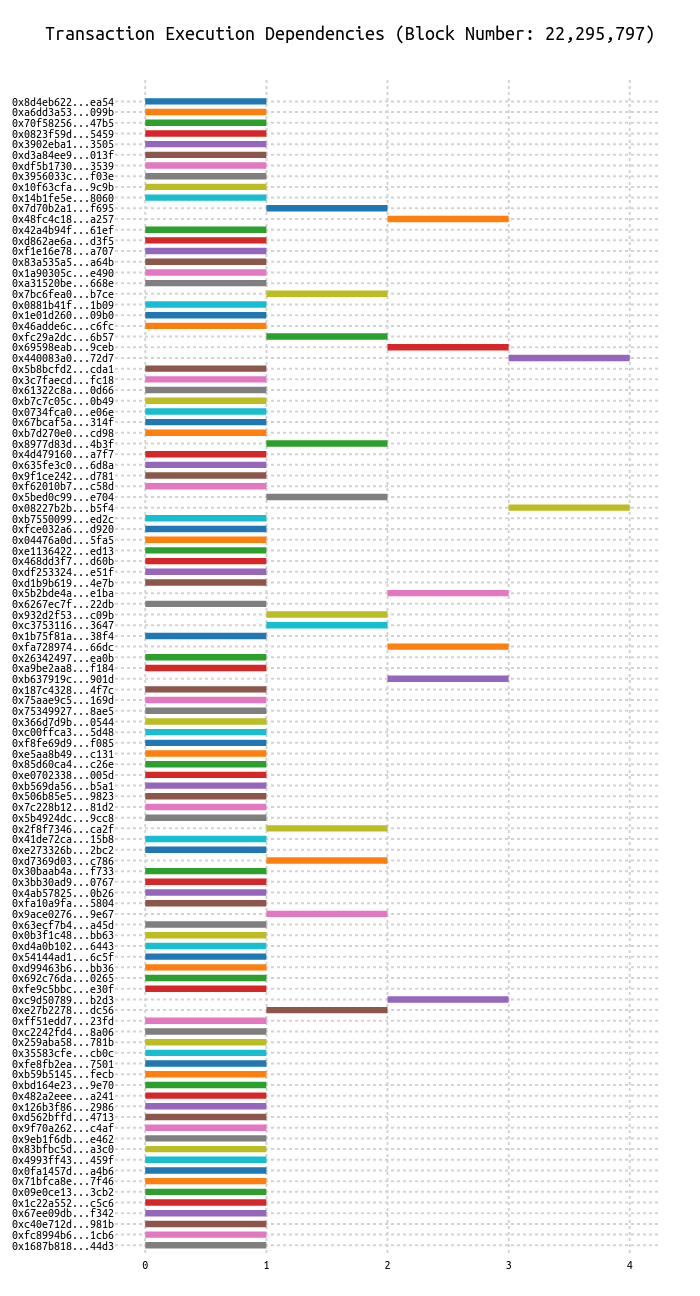 Transaction Execution Dependencies (Block Number: 22,295,797)
0x8d4eb622...ea54
0xa6dd3a53...099b
0x70f58256...47b5
0x0823f59d...5459
0x3902eba1...3505
0xd3a84ee9...013f
0xdf5b1730...3539
0x3956033c...f03e
0x10f63cfa...9c9b
0x14b1fe5e...8060
0x7d70b2a1...f695
0x48fc4c18...a257
0x42a4b94f...61ef
0xd862ae6a...d3f5
0xf1e16e78...a707
0x83a535a5...a64b
0x1a90305c...e490
0xa31520be...668e
0x7bc6fea0...b7ce
0x0881b41f...1b09
0x1e01d260...09b0
0x46adde6c...c6fc
0xfc29a2dc...6b57
0x69598eab...9ceb
0x440083a0...72d7
0x5b8bcfd2...cda1
0x3c7faecd...fc18
0x61322c8a...0d66
0xb7c7c05c...0b49
0x0734fca0...e06e
0x67bcaf5a...314f
0xb7d270e0...cd98
0x8977d83d...4b3f
0x4d479160...a7f7
0x635fe3c0...6d8a
0x9f1ce242...d781
0xf62010b7...c58d
0x5bed0c99...e704
0x08227b2b...b5f4
0xb7550099...ed2c
0xfce032a6...d920
0x04476a0d...5fa5
0xe1136422...ed13
0x468dd3f7...d60b
0xdf253324...e51f
0xd1b9b619...4e7b
0x5b2bde4a...e1ba
0x6267ec7f...22db
0x932d2f53...c09b
0xc3753116...3647
0x1b75f81a...38f4
0xfa728974...66dc
0x26342497...ea0b
0xa9be2aa8...f184
0xb637919c...901d
0x187c4328...4f7c
0x75aae9c5...169d
0x75349927...8ae5
0x366d7d9b...0544
0xc00ffca3...5d48
0xf8fe69d9...f085
0xe5aa8b49...c131
0x85d60ca4...c26e
0xe0702338...005d
0xb569da56...b5a1
0x506b85e5...9823
0x7c228b12...81d2
0x5b4924dc...9cc8
0x2f8f7346...ca2f
0x41de72ca...15b8
0xe273326b...2bc2
0xd7369d03...c786
0x30baab4a...f733
0x3bb30ad9...0767
0x4ab57825...0b26
0xfa10a9fa...5804
0x9ace0276...9e67
0x63ecf7b4...a45d
0x0b3f1c48...bb63
0xd4a0b102...6443
0x54144ad1...6c5f
0xd99463b6...bb36
0x692c76da...0265
0xfe9c5bbc...e30f
0xc9d50789...b2d3
0xe27b2278...dc56
0xff51edd7...23fd
0xc2242fd4...8a06
0x259aba58...781b
0x35583cfe...cb0c
0xfe8fb2ea...7501
0xb59b5145...fecb
0xbd164e23...9e70
0x482a2eee...a241
0x126b3f86...2986
0xd562bffd...4713
0x9f70a262...c4af
0x9eb1f6db...e462
0x83bfbc5d...a3c0
0x4993ff43...459f
0x0fa1457d...a4b6
0x71bfca8e...7f46
0x09e0ce13...3cb2
0x1c22a552...c5c6
0x67ee09db...f342
0xc40e712d...981b
0xfc8994b6...1cb6
0x1687b818...44d3
0 1 2 3 4